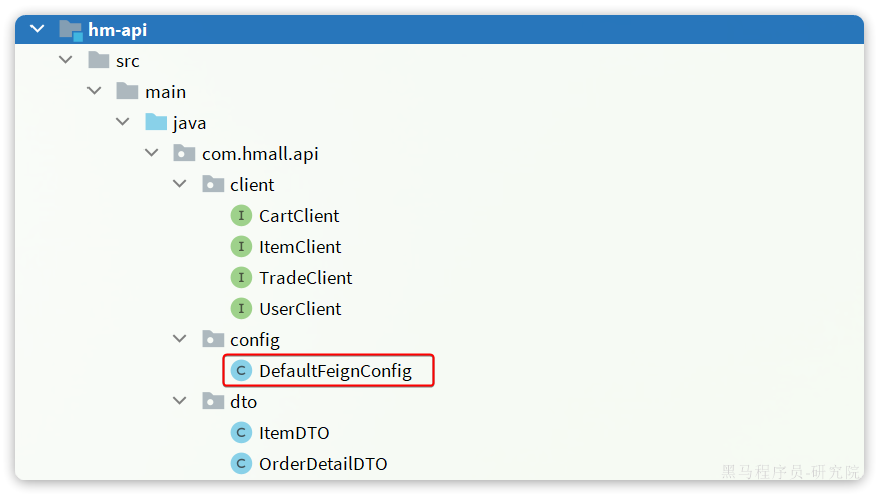 hm-api
src
main
java
com.hmall.api
client
I CartClient
I ItemClient
I TradeClient
I UserClient
config
C DefaultFeignConfig
dto
C ItemDTO
C OrderDetailDTO
黑马程序员-研究院